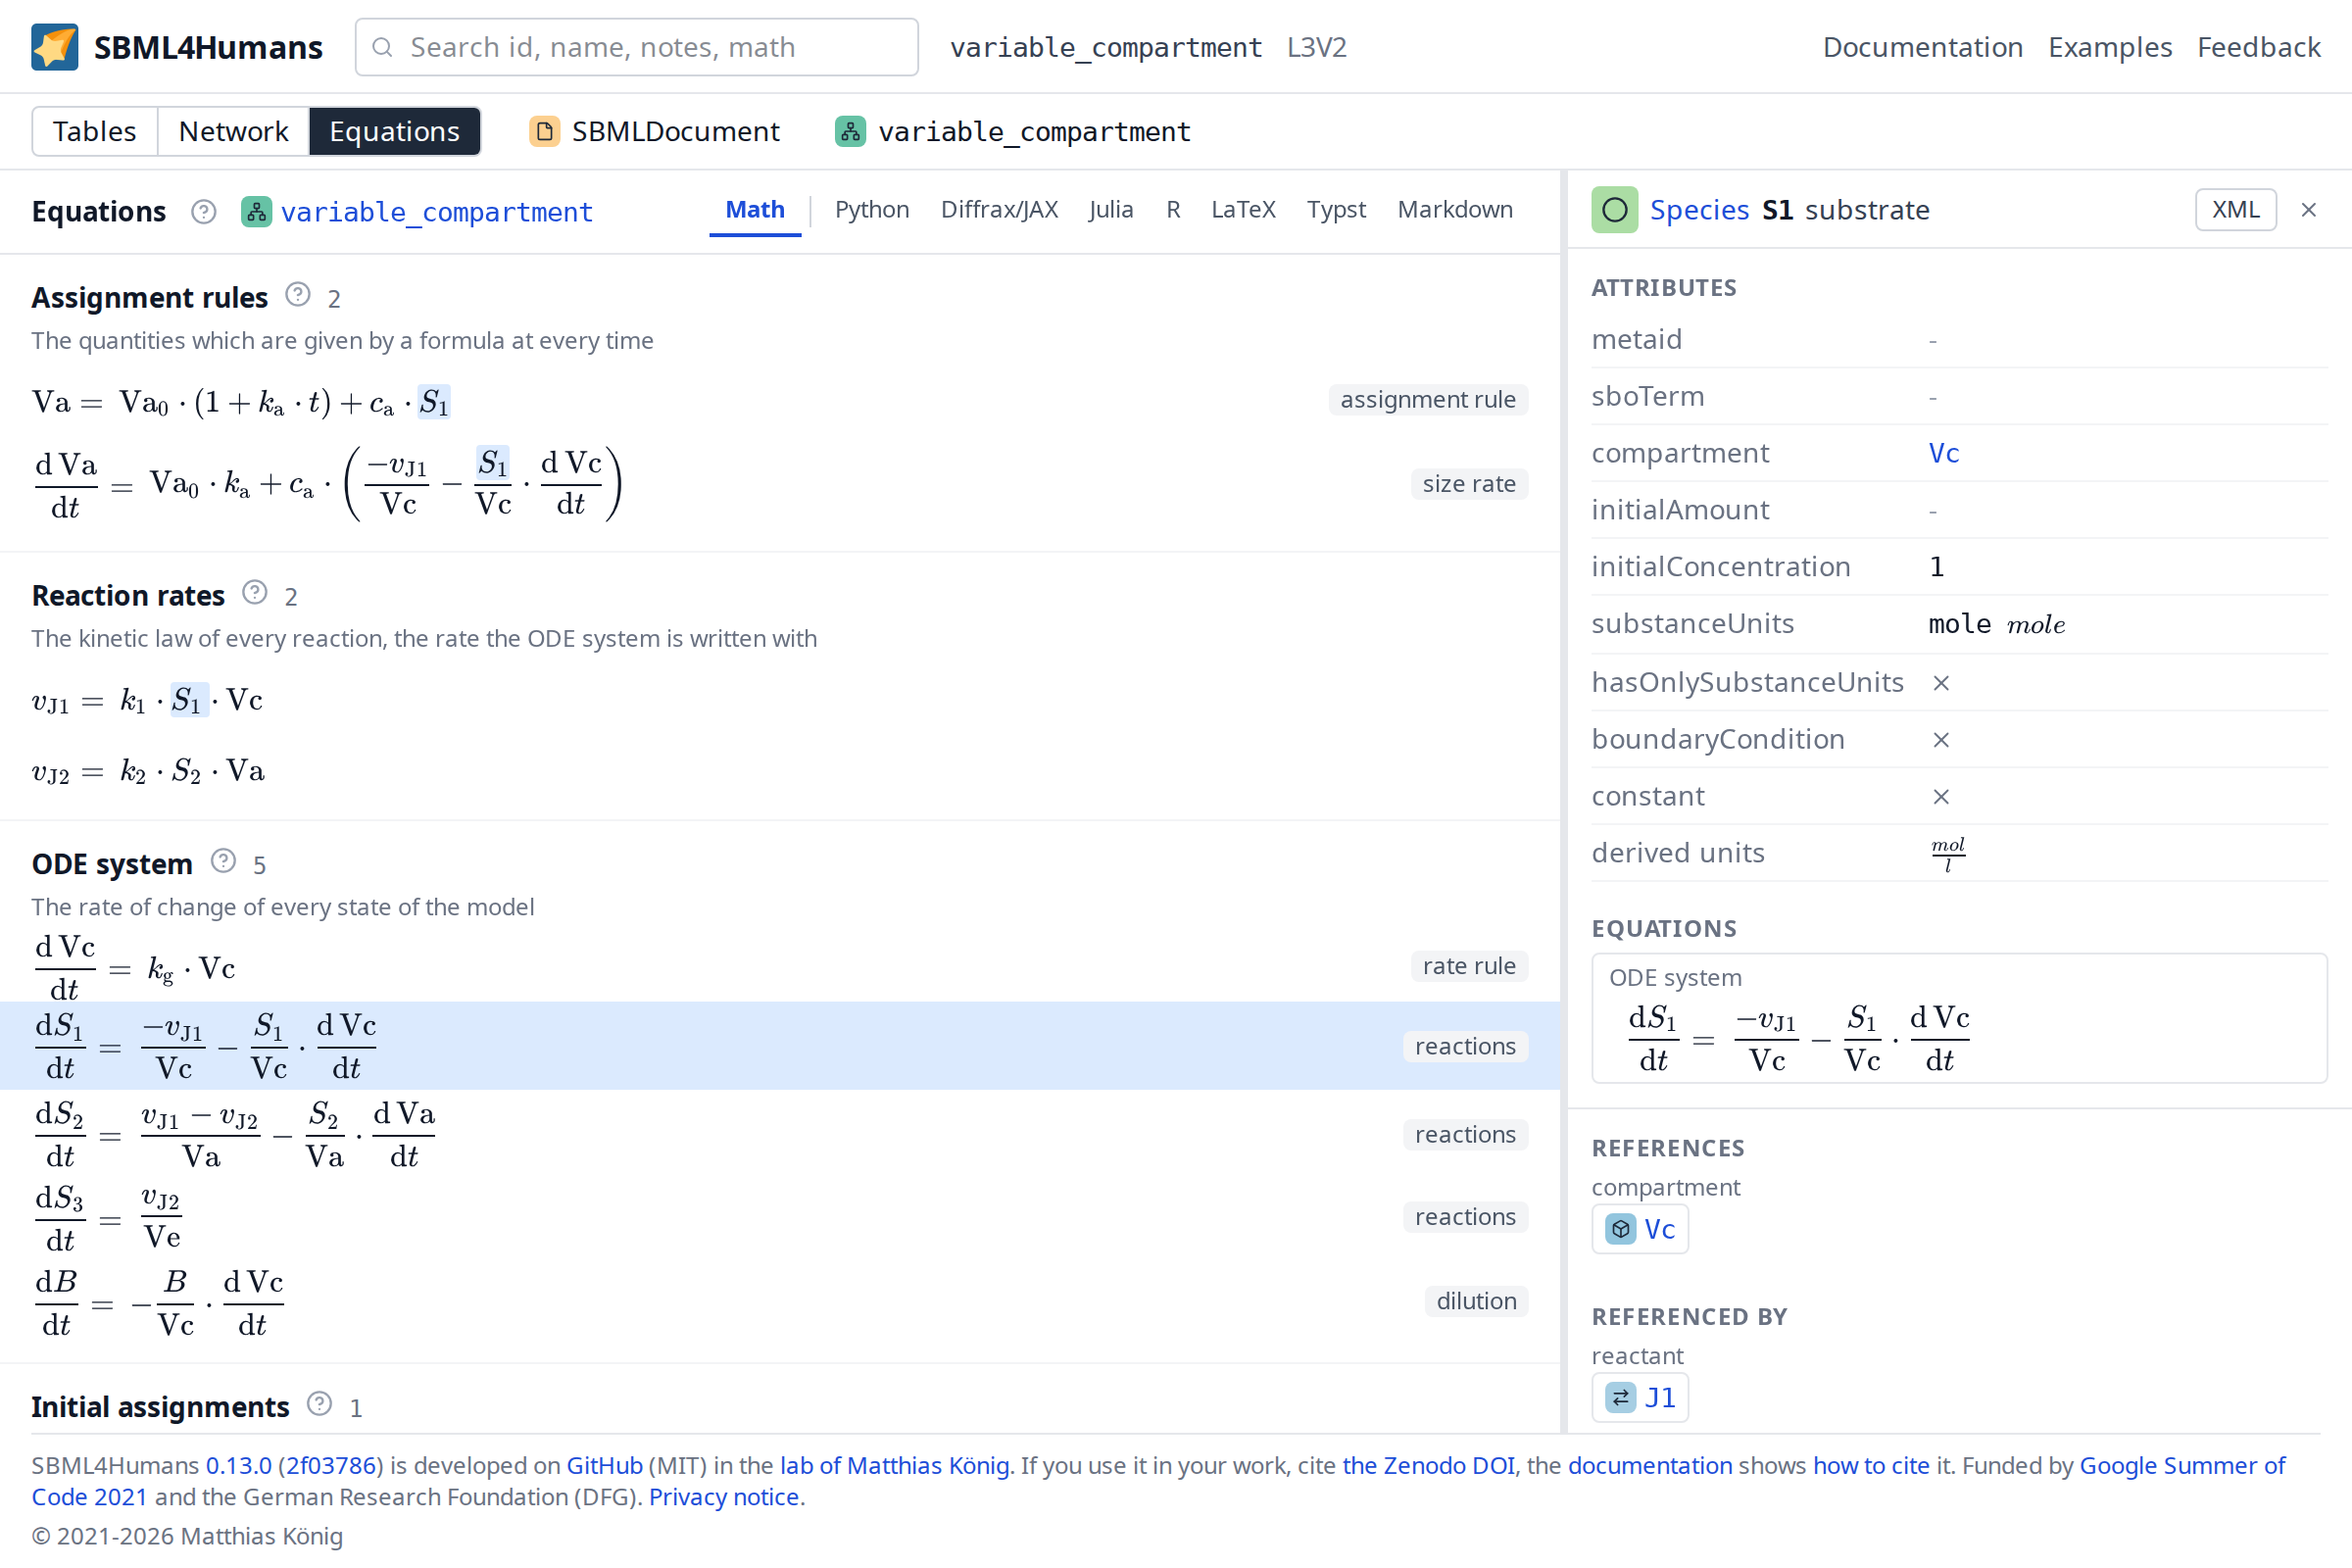 SBML4Humans
Search id, name, notes, math
variable_compartment L3V2
Documentation Examples Feedback
Tables Network Equations
SBMLDocument
variable_compartment
Equations ? variable_compartment
Math Python Diffrax/JAX Julia R LaTeX Typst Markdown
Assignment rules ? 2
The quantities which are given by a formula at every time
Va = Va₀ · (1 + kₐ · t) + cₐ · S₁
assignment rule
d Va/dt = Va₀ · kₐ + cₐ · (−v_J1/Vc − S₁/Vc · d Vc/dt)
size rate
Reaction rates ? 2
The kinetic law of every reaction, the rate the ODE system is written with
v_J1 = k₁ · S₁ · Vc
v_J2 = k₂ · S₂ · Va
ODE system ? 5
The rate of change of every state of the model
d Vc/dt = k_g · Vc
rate rule
dS₁/dt = −v_J1/Vc − S₁/Vc · d Vc/dt
reactions
dS₂/dt = (v_J1 − v_J2)/Va − S₂/Va · d Va/dt
reactions
dS₃/dt = v_J2/Ve
reactions
dB/dt = −B/Vc · d Vc/dt
dilution
Initial assignments ? 1
Species S1 substrate
XML ×
ATTRIBUTES
metaid -
sboTerm -
compartment Vc
initialAmount -
initialConcentration 1
substanceUnits mole mole
hasOnlySubstanceUnits ×
boundaryCondition ×
constant ×
derived units mol/l
EQUATIONS
ODE system
dS₁/dt = −v_J1/Vc − S₁/Vc · d Vc/dt
REFERENCES
compartment
Vc
REFERENCED BY
reactant
J1
SBML4Humans 0.13.0 (2f03786) is developed on GitHub (MIT) in the lab of Matthias König. If you use it in your work, cite the Zenodo DOI, the documentation shows how to cite it. Funded by Google Summer of
Code 2021 and the German Research Foundation (DFG). Privacy notice.
© 2021-2026 Matthias König